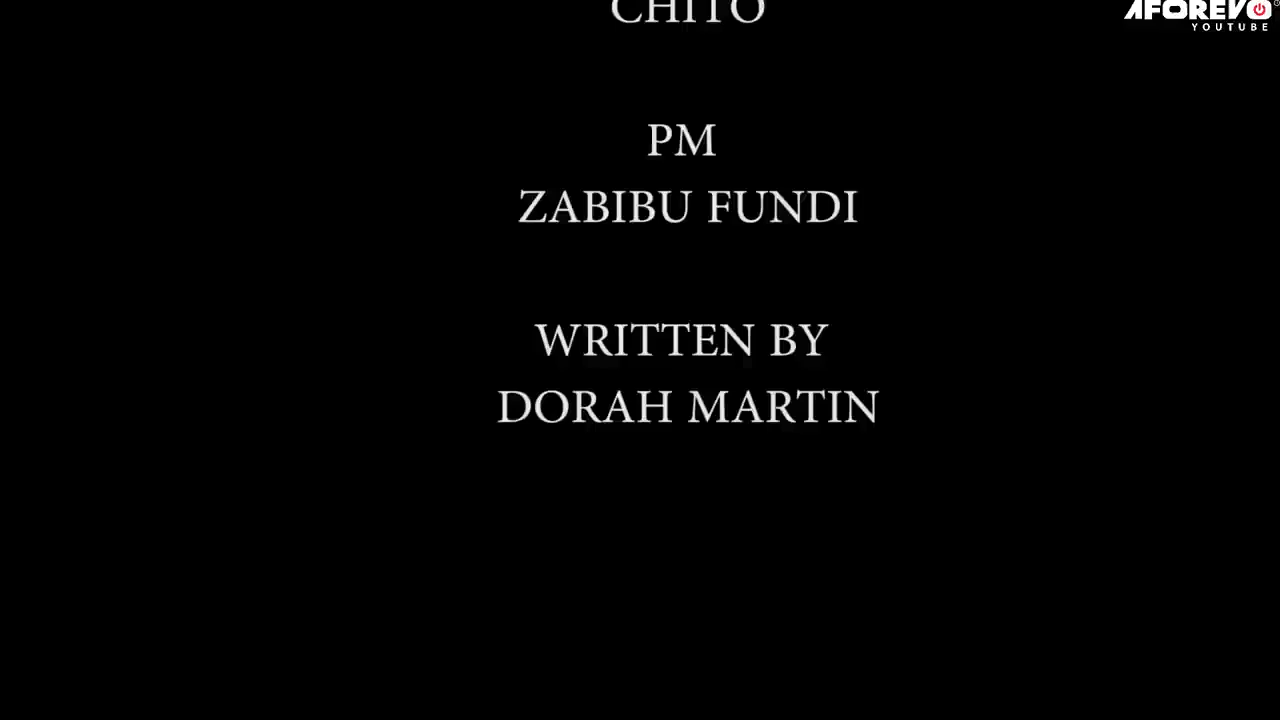 CHITO
AFOREVO
YOUTUBE
PM
ZABIBU FUNDI
WRITTEN BY
DORAH MARTIN